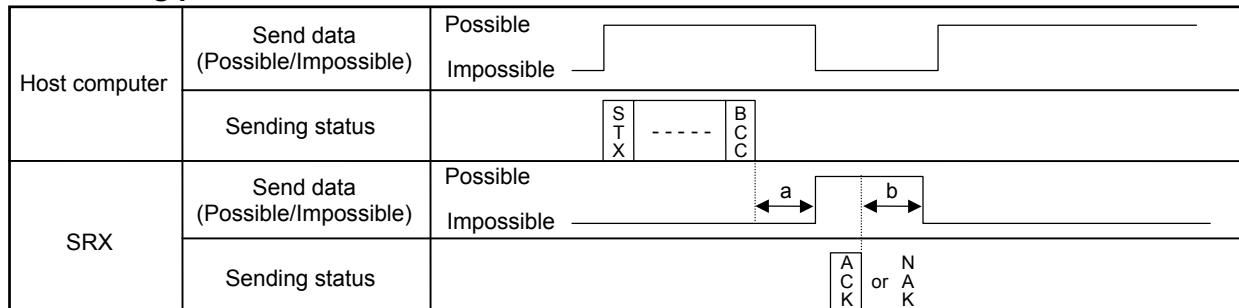 Host computer
Send data
(Possible/Impossible)
Possible
Impossible
Sending status
STX
- - - - -
BCC
SRX
Send data
(Possible/Impossible)
Possible
Impossible
a
b
Sending status
ACK
or
NAK